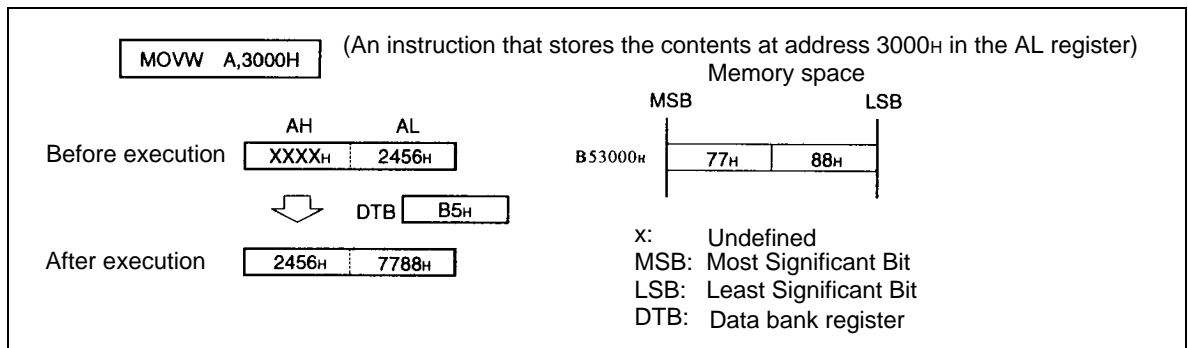 MOVW A,3000H (An instruction that stores the contents at address 3000H in the AL register)
Memory space
MSB LSB
AH AL
Before execution XXXXH 2456H
B53000H 77H 88H
DTB B5H
After execution 2456H 7788H
x: Undefined
MSB: Most Significant Bit
LSB: Least Significant Bit
DTB: Data bank register